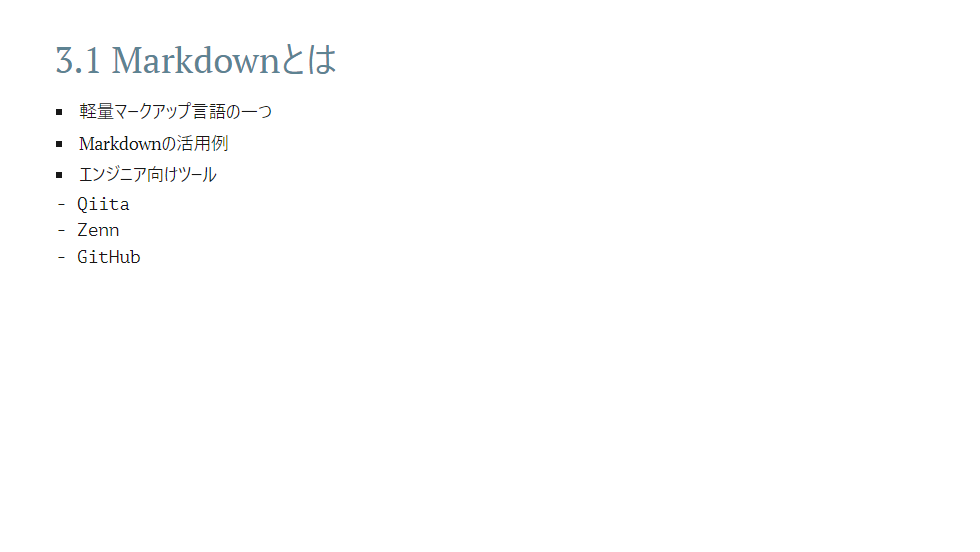 3.1 Markdownとは
▪ 軽量マークアップ言語の一つ
▪ Markdownの活用例
▪ エンジニア向けツール
- Qiita
- Zenn
- GitHub